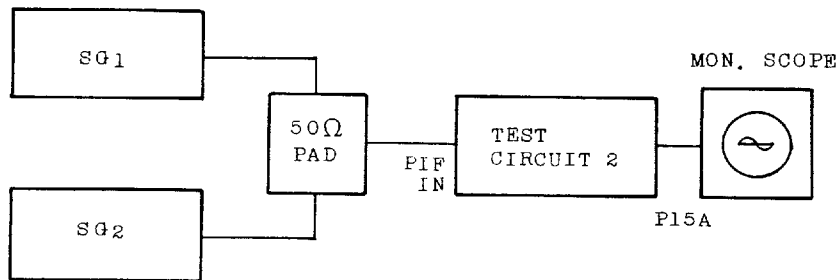 SG1
MON. SCOPE
50Ω
PAD
TEST
CIRCUIT 2
PIF
IN
P15A
SG2